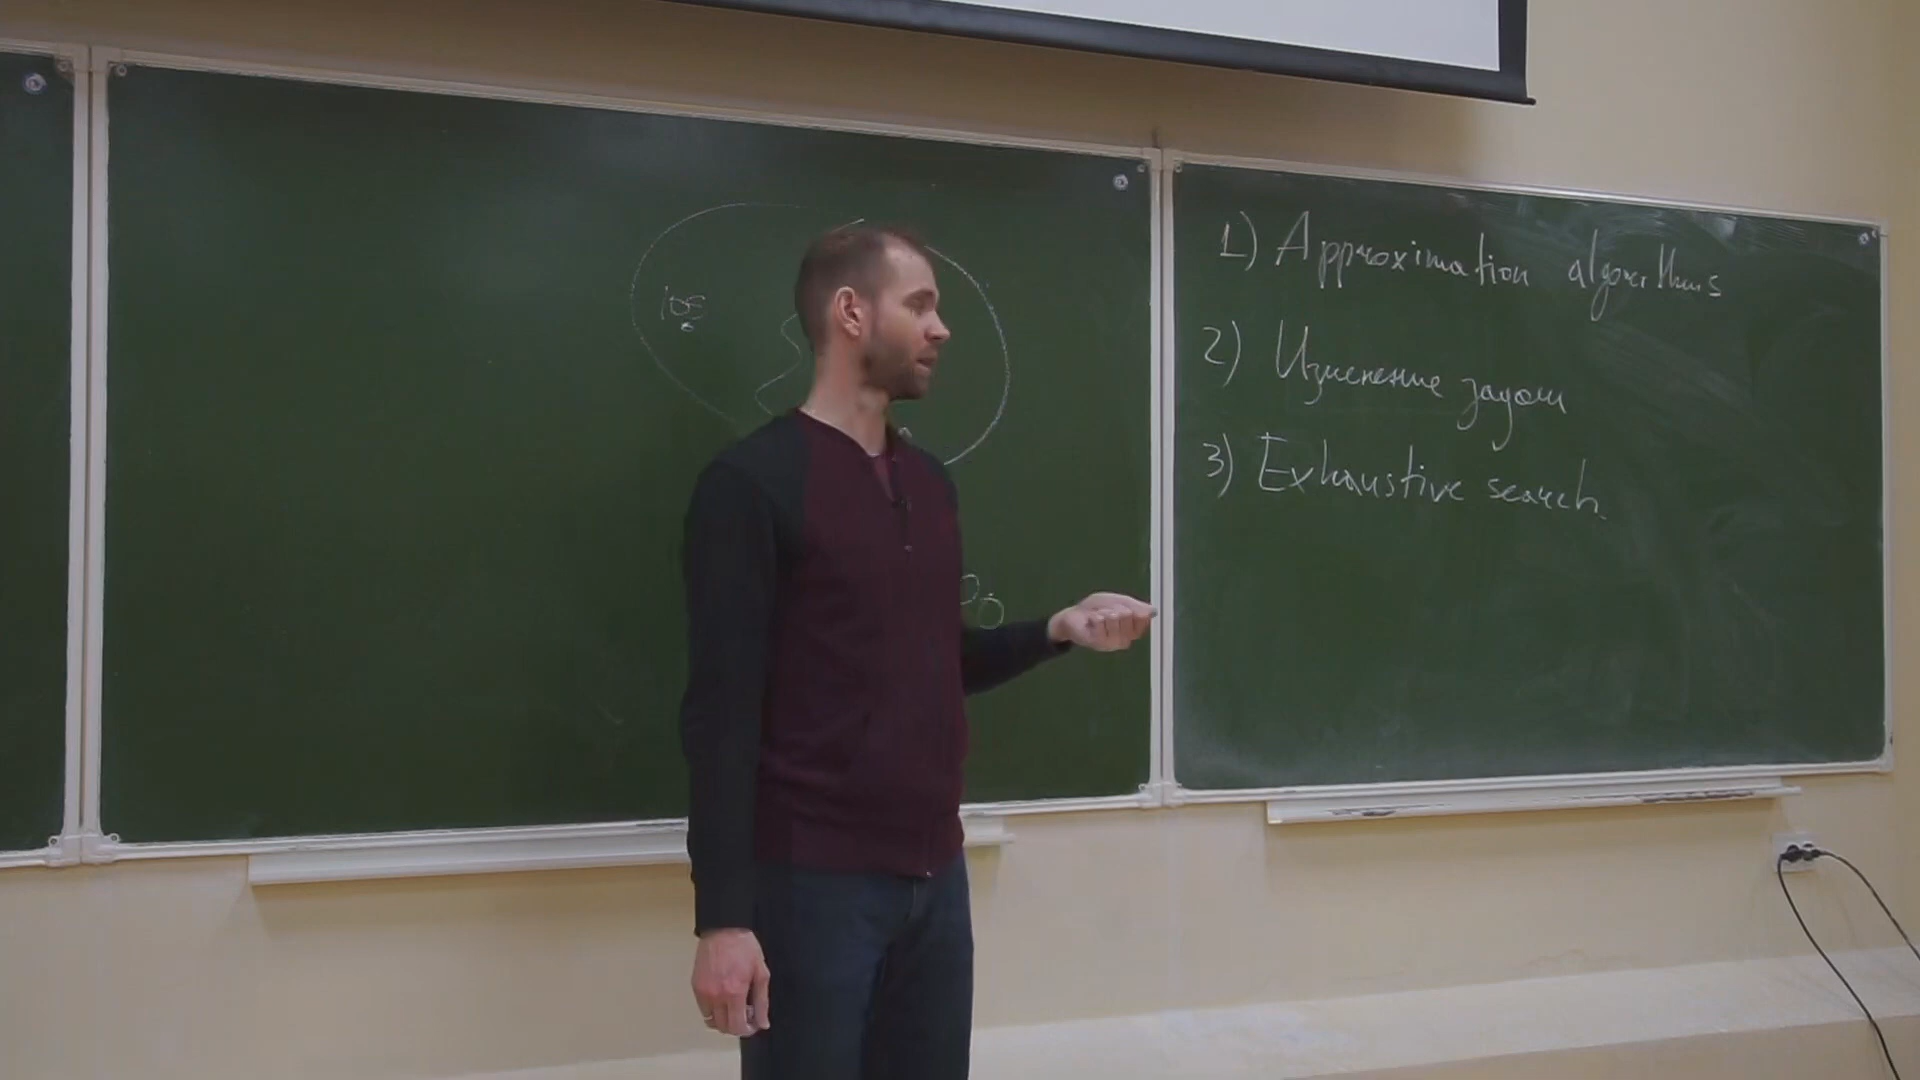 1) Approximation algorithms
2) Изменение задачи
3) Exhaustive search.